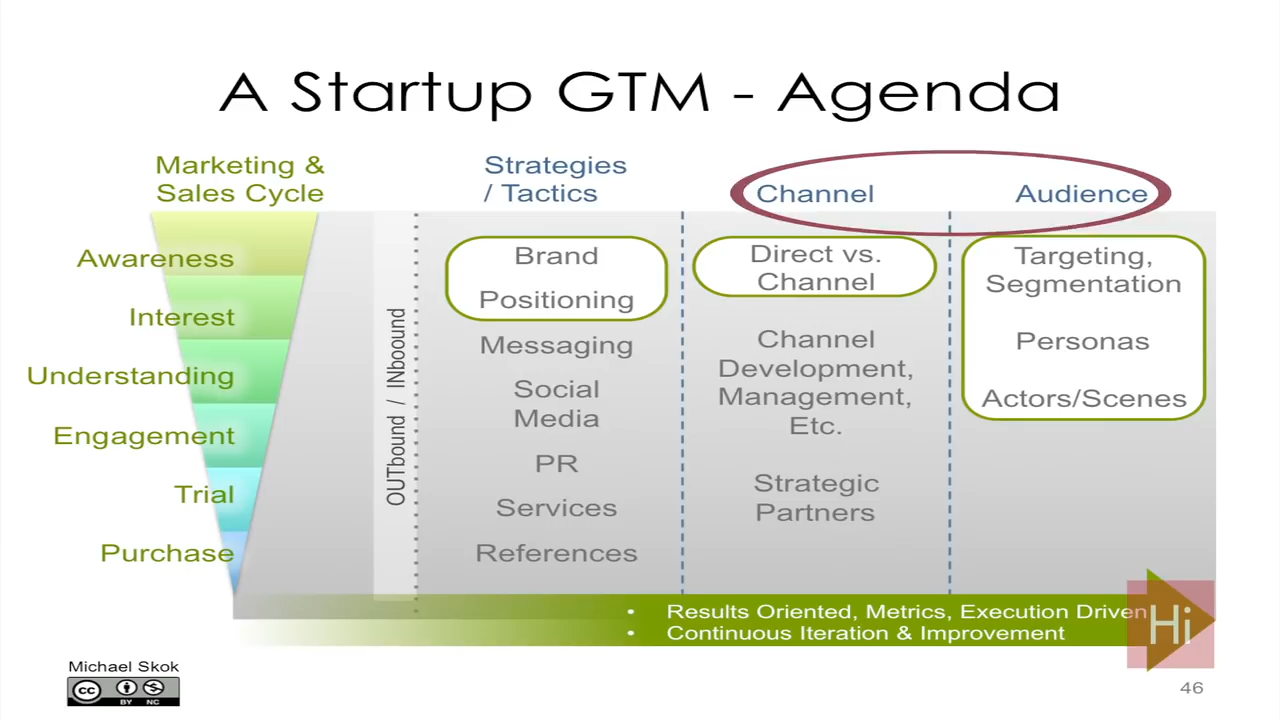 A Startup GTM - Agenda
Marketing &
Sales Cycle
Strategies
/ Tactics
Channel
Audience
Awareness
Interest
Understanding
Engagement
Trial
Purchase
OUTbound / INboound
Brand
Positioning
Messaging
Social
Media
PR
Services
References
Direct vs.
Channel
Channel
Development,
Management,
Etc.
Strategic
Partners
Targeting,
Segmentation
Personas
Actors/Scenes
• Results Oriented, Metrics, Execution Driven
• Continuous Iteration & Improvement
Hi
Michael Skok
cc
BY NC
46